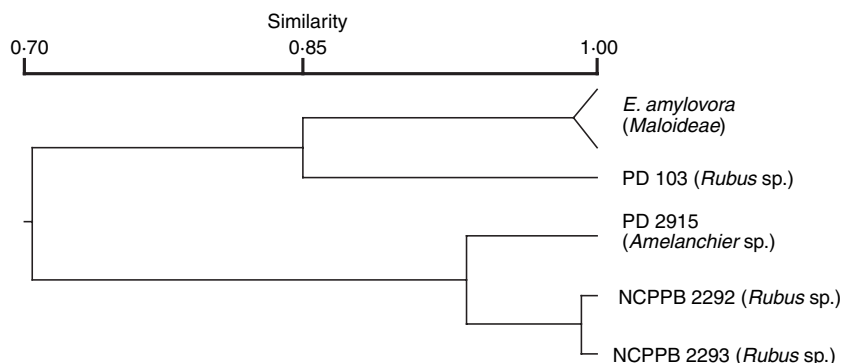 Similarity
0·70 0·85 1·00
E. amylovora
(Maloideae)
PD 103 (Rubus sp.)
PD 2915
(Amelanchier sp.)
NCPPB 2292 (Rubus sp.)
NCPPB 2293 (Rubus sp.)